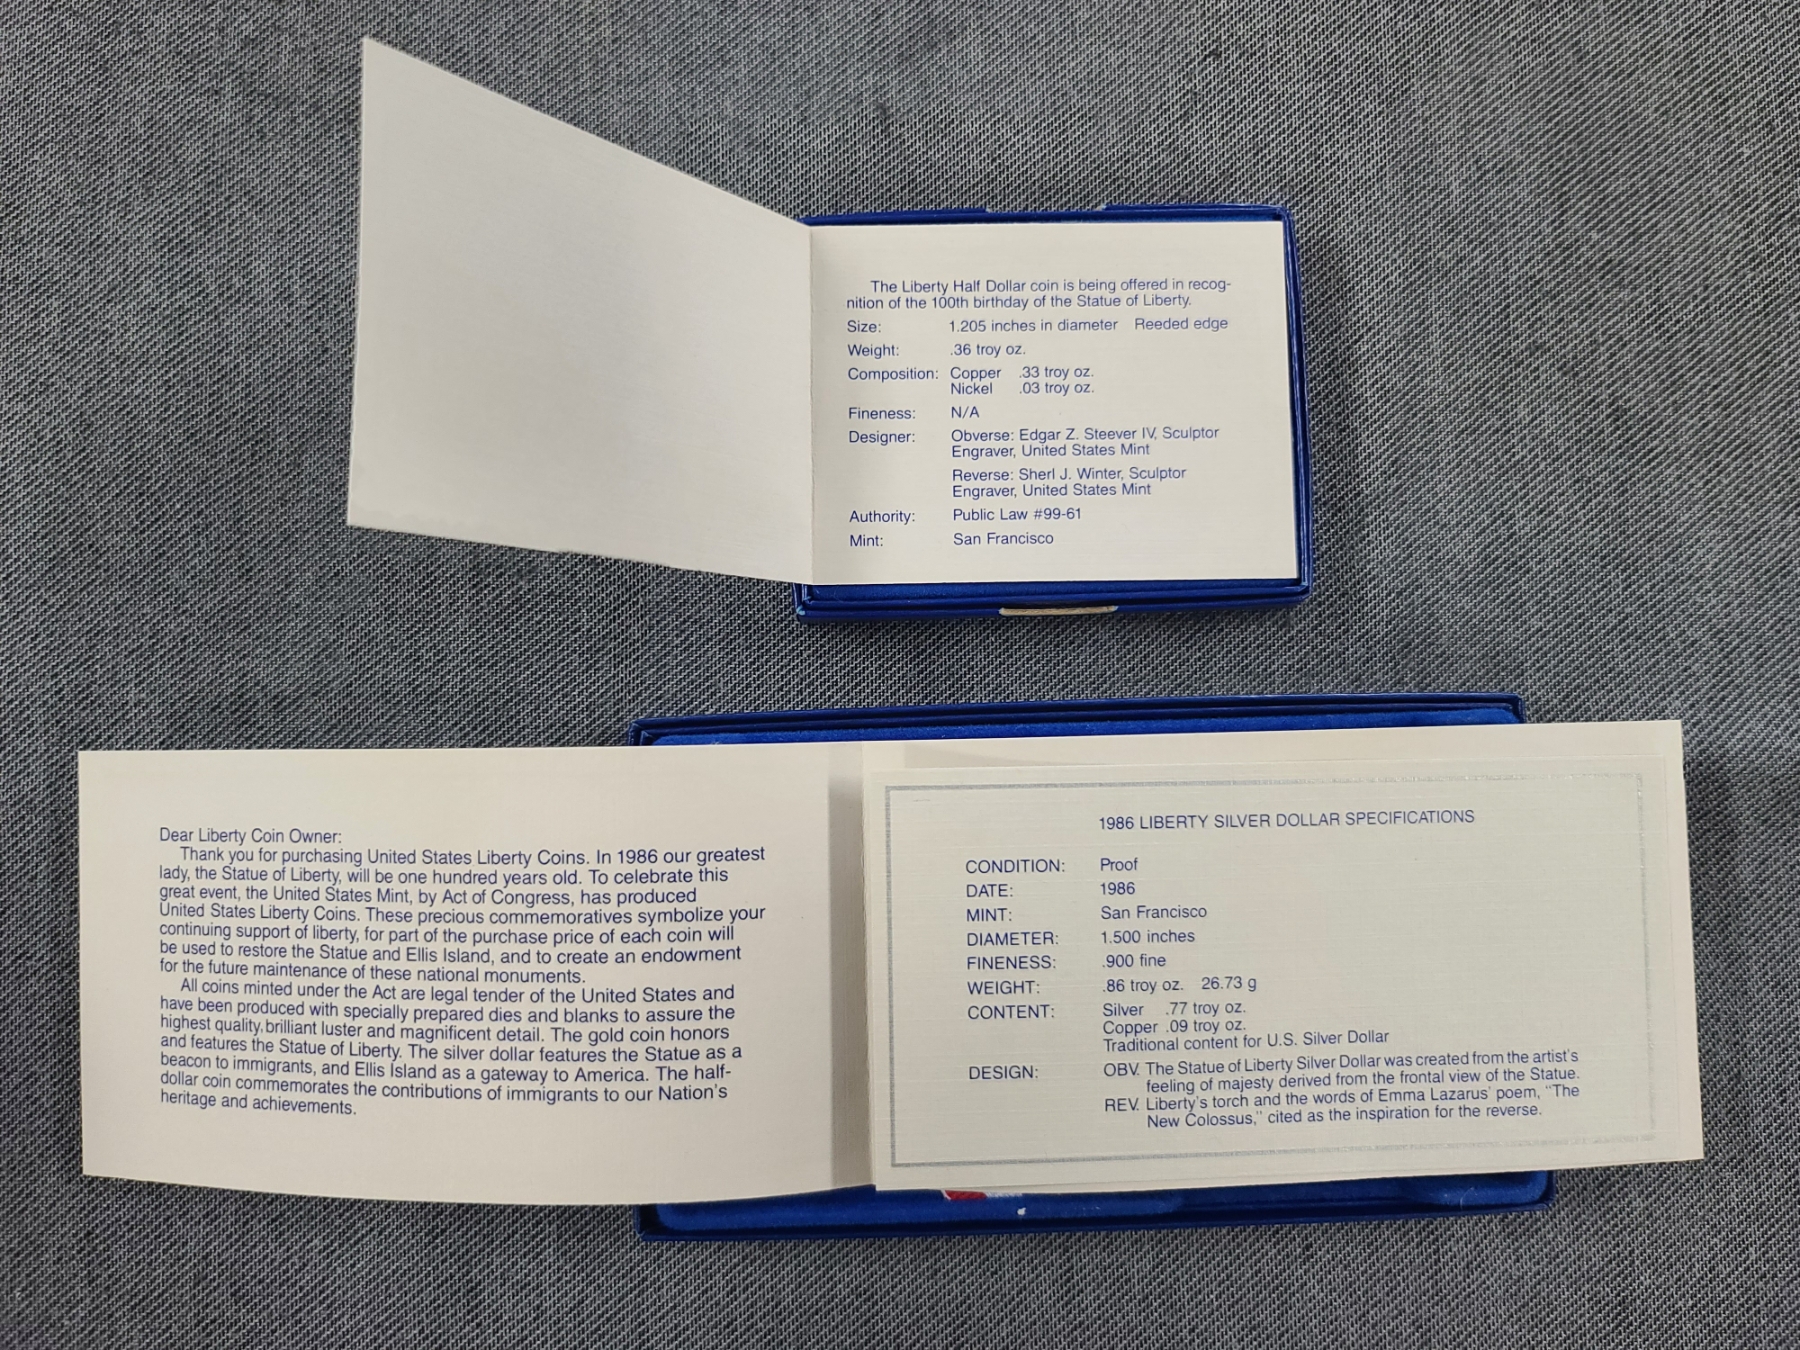 The Liberty Half Dollar coin is being offered in recog-
nition of the 100th birthday of the Statue of Liberty.
Size: 1.205 inches in diameter Reeded edge
Weight: .36 troy oz.
Composition: Copper .33 troy oz.
Nickel .03 troy oz.
Fineness: N/A
Designer: Obverse: Edgar Z. Steever IV, Sculptor
Engraver, United States Mint
Reverse: Sherl J. Winter, Sculptor
Engraver, United States Mint
Authority: Public Law #99-61
Mint: San Francisco
Dear Liberty Coin Owner:
Thank you for purchasing United States Liberty Coins. In 1986 our greatest
lady, the Statue of Liberty, will be one hundred years old. To celebrate this
great event, the United States Mint, by Act of Congress, has produced
United States Liberty Coins. These precious commemoratives symbolize your
continuing support of liberty, for part of the purchase price of each coin will
be used to restore the Statue and Ellis Island, and to create an endowment
for the future maintenance of these national monuments.
All coins minted under the Act are legal tender of the United States and
have been produced with specially prepared dies and blanks to assure the
highest quality, brilliant luster and magnificent detail. The gold coin honors
and features the Statue of Liberty. The silver dollar features the Statue as a
beacon to immigrants, and Ellis Island as a gateway to America. The half-
dollar coin commemorates the contributions of immigrants to our Nation's
heritage and achievements.
1986 LIBERTY SILVER DOLLAR SPECIFICATIONS
CONDITION: Proof
DATE: 1986
MINT: San Francisco
DIAMETER: 1.500 inches
FINENESS: .900 fine
WEIGHT: .86 troy oz. 26.73 g
CONTENT: Silver .77 troy oz.
Copper .09 troy oz.
Traditional content for U.S. Silver Dollar
DESIGN: OBV. The Statue of Liberty Silver Dollar was created from the artist's
feeling of majesty derived from the frontal view of the Statue.
REV. Liberty's torch and the words of Emma Lazarus' poem, "The
New Colossus," cited as the inspiration for the reverse.